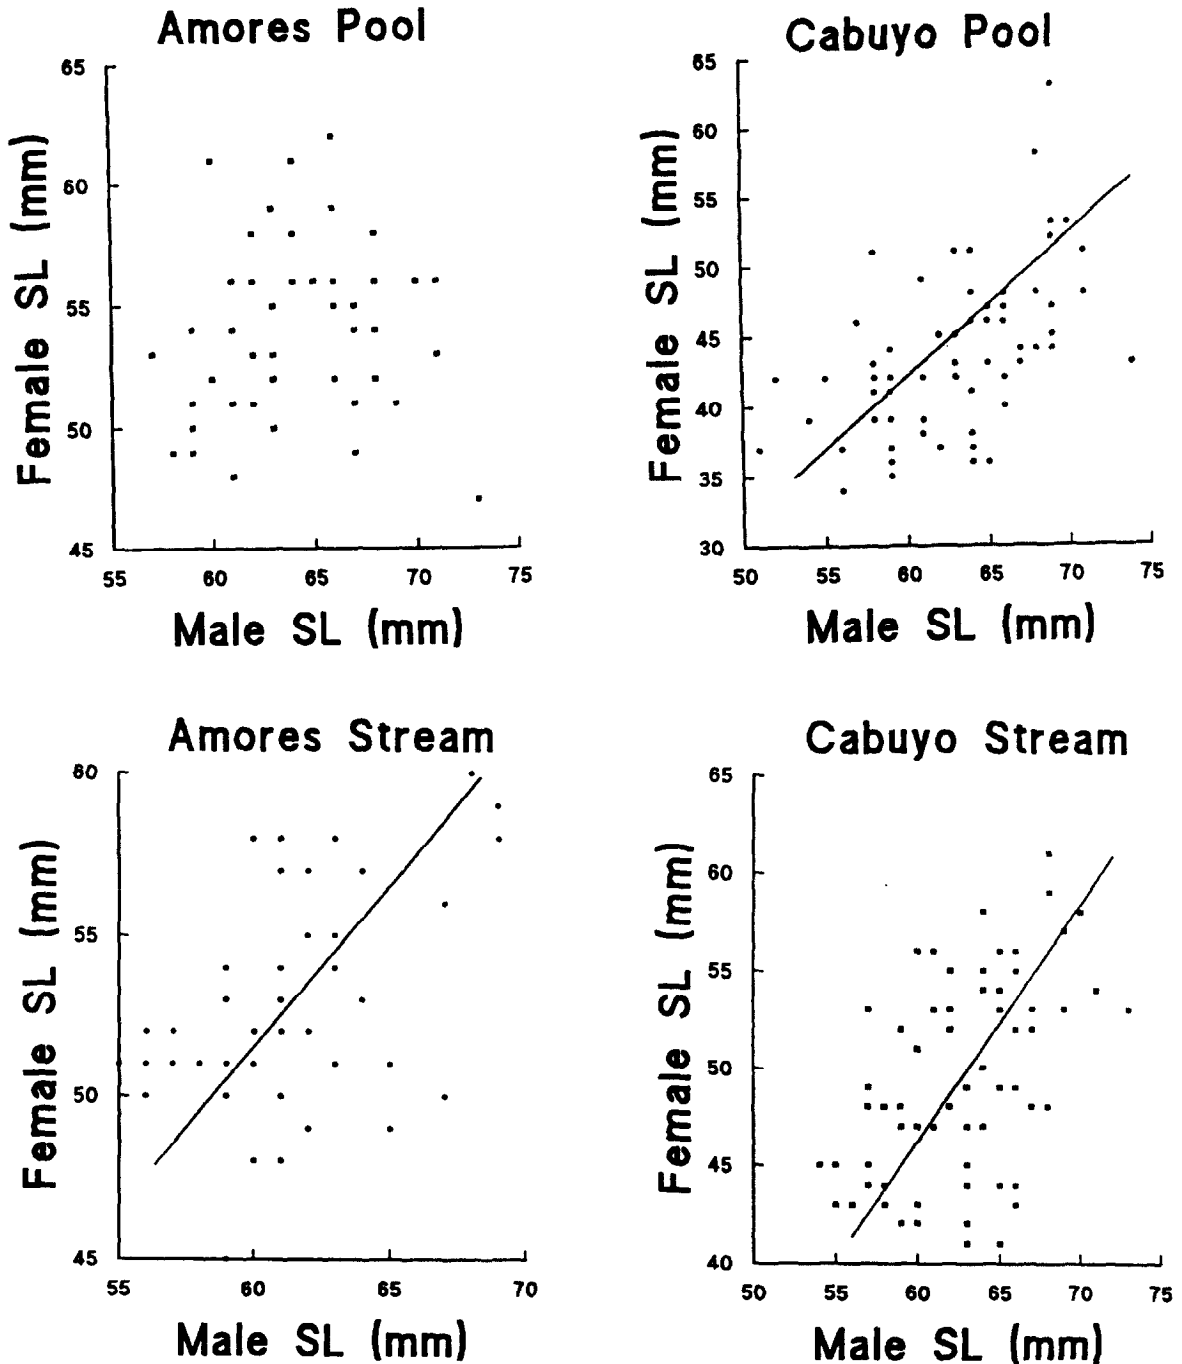 Amores Pool
65
60
55
50
45
Female SL (mm)
55 60 65 70 75
Male SL (mm)
Cabuyo Pool
65
60
55
50
45
40
35
30
Female SL (mm)
50 55 60 65 70 75
Male SL (mm)
Amores Stream
60
55
50
45
Female SL (mm)
55 60 65 70
Male SL (mm)
Cabuyo Stream
65
60
55
50
45
40
Female SL (mm)
50 55 60 65 70 75
Male SL (mm)